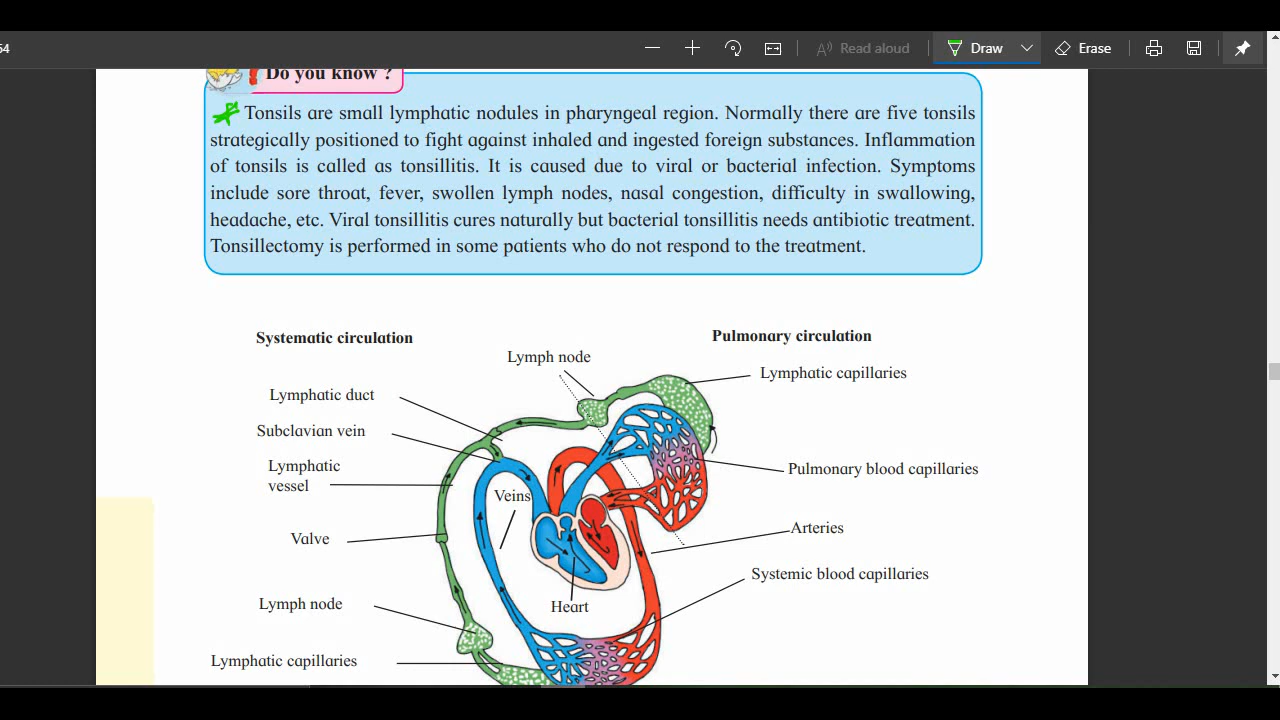 64
Read aloud
Draw
Erase
Do you know ?
Tonsils are small lymphatic nodules in pharyngeal region. Normally there are five tonsils
strategically positioned to fight against inhaled and ingested foreign substances. Inflammation
of tonsils is called as tonsillitis. It is caused due to viral or bacterial infection. Symptoms
include sore throat, fever, swollen lymph nodes, nasal congestion, difficulty in swallowing,
headache, etc. Viral tonsillitis cures naturally but bacterial tonsillitis needs antibiotic treatment.
Tonsillectomy is performed in some patients who do not respond to the treatment.
Systematic circulation
Pulmonary circulation
Lymph node
Lymphatic capillaries
Lymphatic duct
Subclavian vein
Lymphatic
vessel
Pulmonary blood capillaries
Veins
Arteries
Valve
Systemic blood capillaries
Lymph node
Heart
Lymphatic capillaries